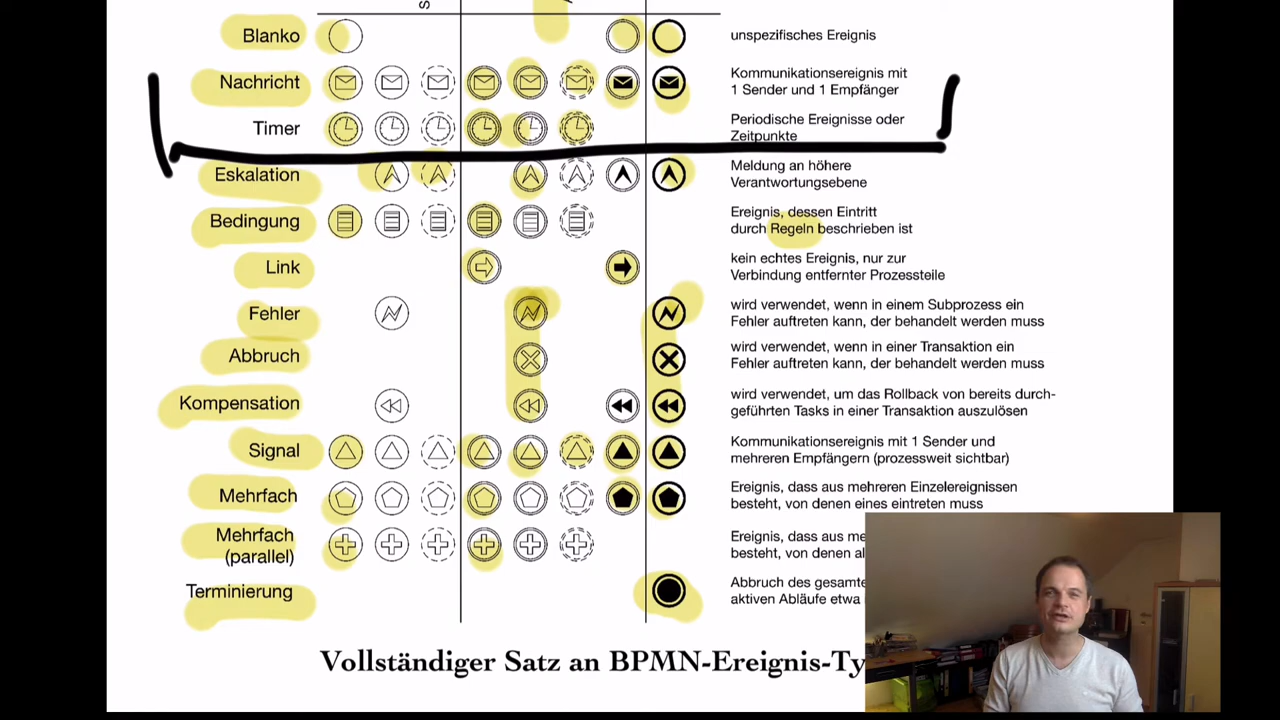 S
Blanko
unspezifisches Ereignis
Nachricht
Kommunikationsereignis mit
1 Sender und 1 Empfänger
Timer
Periodische Ereignisse oder
Zeitpunkte
Eskalation
Meldung an höhere
Verantwortungsebene
Bedingung
Ereignis, dessen Eintritt
durch Regeln beschrieben ist
Link
kein echtes Ereignis, nur zur
Verbindung entfernter Prozessteile
Fehler
wird verwendet, wenn in einem Subprozess ein
Fehler auftreten kann, der behandelt werden muss
Abbruch
wird verwendet, wenn in einer Transaktion ein
Fehler auftreten kann, der behandelt werden muss
Kompensation
wird verwendet, um das Rollback von bereits durch-
geführten Tasks in einer Transaktion auszulösen
Signal
Kommunikationsereignis mit 1 Sender und
mehreren Empfängern (prozessweit sichtbar)
Mehrfach
Ereignis, dass aus mehreren Einzelereignissen
besteht, von denen eines eintreten muss
Mehrfach
(parallel)
Ereignis, dass aus me
besteht, von denen al
Terminierung
Abbruch des gesamte
aktiven Abläufe etwa
Vollständiger Satz an BPMN-Ereignis-Ty